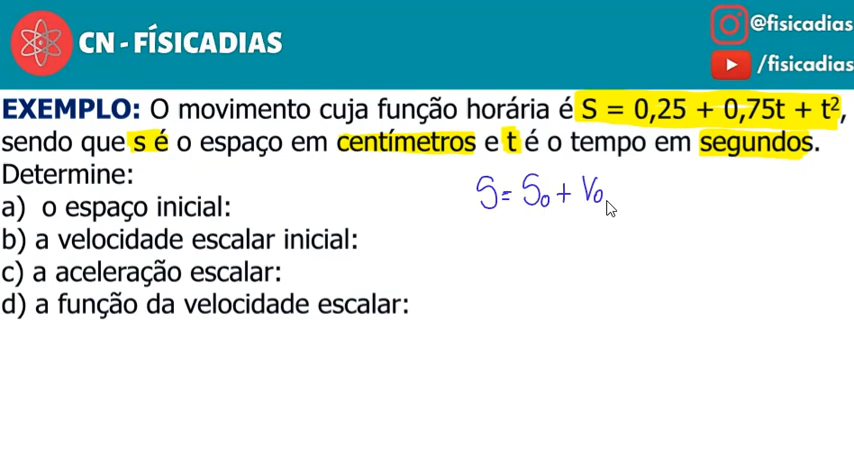 CN - FÍSICADIAS
@fisicadias
/fisicadias
EXEMPLO: O movimento cuja função horária é S = 0,25 + 0,75t + t²,
sendo que s é o espaço em centímetros e t é o tempo em segundos.
Determine:
a) o espaço inicial:
b) a velocidade escalar inicial:
c) a aceleração escalar:
d) a função da velocidade escalar:
S = S₀ + V₀